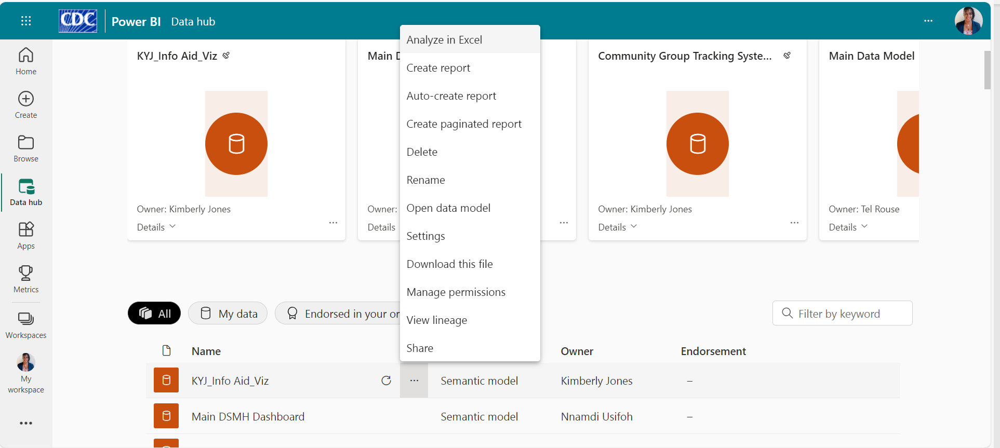 CDC Power BI Data hub
Home
Create
Browse
Data hub
Apps
Metrics
Workspaces
My
workspace
KYJ_Info Aid_Viz
Owner: Kimberly Jones
Details
Main D
Owner:
Details
Analyze in Excel
Create report
Auto-create report
Create paginated report
Delete
Rename
Open data model
Settings
Download this file
Manage permissions
View lineage
Share
Community Group Tracking Syste...
Owner: Kimberly Jones
Details
Main Data Model
Owner: Tel Rouse
Details
All
My data
Endorsed in your or
Filter by keyword
Name Owner Endorsement
KYJ_Info Aid_Viz Semantic model Kimberly Jones –
Main DSMH Dashboard Semantic model Nnamdi Usifoh –